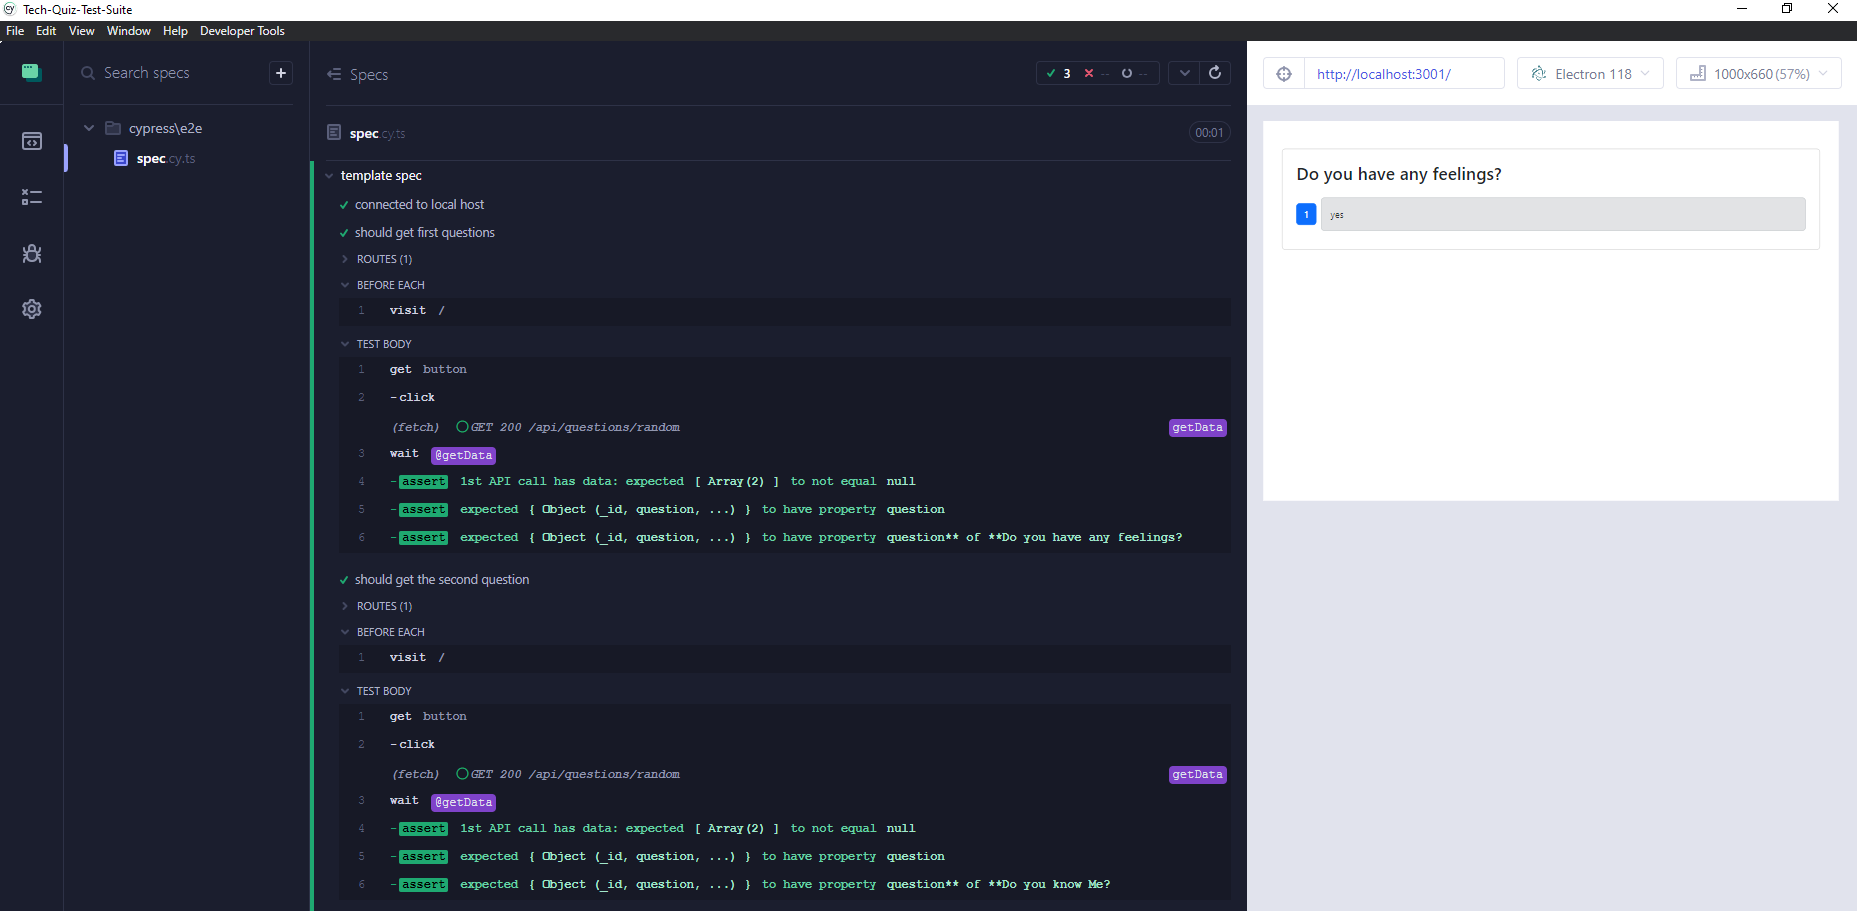 Tech-Quiz-Test-Suite
File Edit View Window Help Developer Tools
Search specs
+
cypress\e2e
spec.cy.ts
Specs
3 -- --
spec.cy.ts
00:01
template spec
connected to local host
should get first questions
ROUTES (1)
BEFORE EACH
1 visit /
TEST BODY
1 get button
2 -click
(fetch) GET 200 /api/questions/random getData
3 wait @getData
4 -assert 1st API call has data: expected [ Array(2) ] to not equal null
5 -assert expected { Object (_id, question, ...) } to have property question
6 -assert expected { Object (_id, question, ...) } to have property question** of **Do you have any feelings?
should get the second question
ROUTES (1)
BEFORE EACH
1 visit /
TEST BODY
1 get button
2 -click
(fetch) GET 200 /api/questions/random getData
3 wait @getData
4 -assert 1st API call has data: expected [ Array(2) ] to not equal null
5 -assert expected { Object (_id, question, ...) } to have property question
6 -assert expected { Object (_id, question, ...) } to have property question** of **Do you know Me?
http://localhost:3001/
Electron 118
1000x660 (57%)
Do you have any feelings?
1 yes